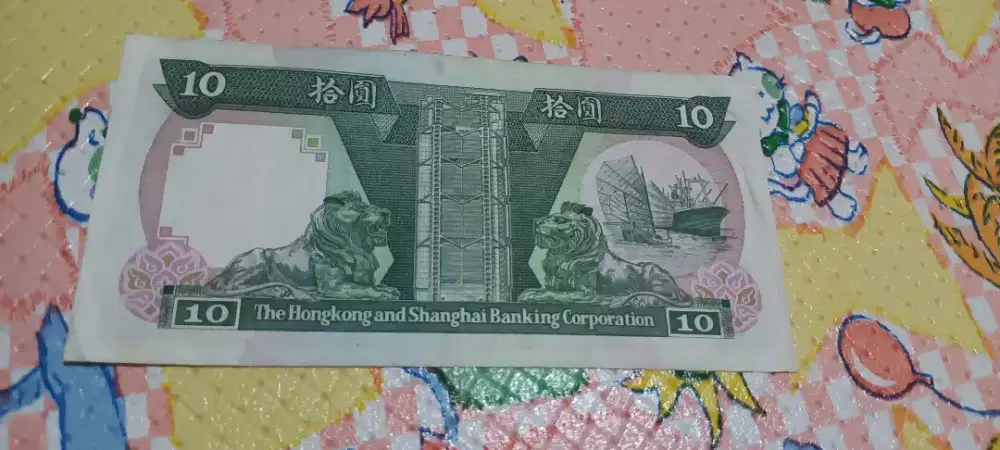 10 拾圓 拾圓 10
10 The Hongkong and Shanghai Banking Corporation 10